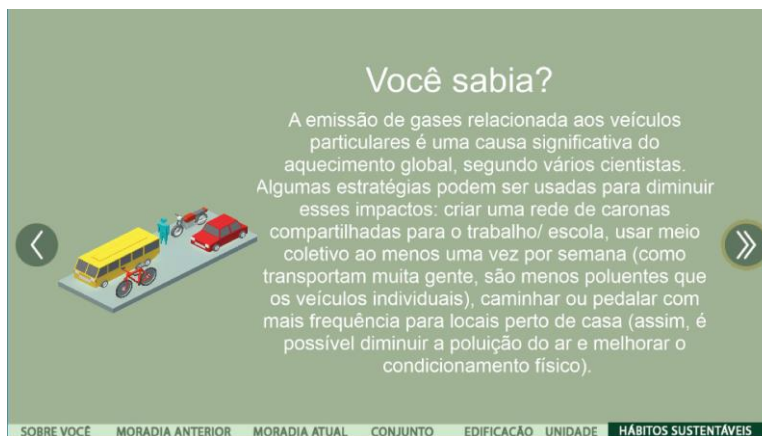 Você sabia?
A emissão de gases relacionada aos veículos
particulares é uma causa significativa do
aquecimento global, segundo vários cientistas.
Algumas estratégias podem ser usadas para diminuir
esses impactos: criar uma rede de caronas
compartilhadas para o trabalho/ escola, usar meio
coletivo ao menos uma vez por semana (como
transportam muita gente, são menos poluentes que
os veículos individuais), caminhar ou pedalar com
mais frequência para locais perto de casa (assim, é
possível diminuir a poluição do ar e melhorar o
condicionamento físico).
SOBRE VOCÊ MORADIA ANTERIOR MORADIA ATUAL CONJUNTO EDIFICAÇÃO UNIDADE HÁBITOS SUSTENTÁVEIS